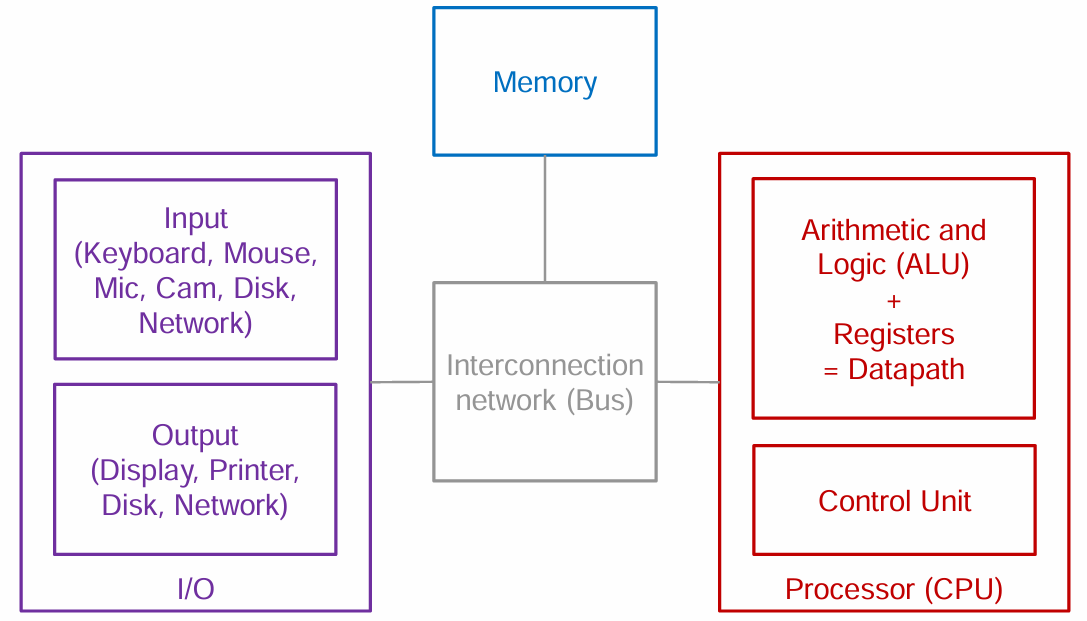 Memory
Input
(Keyboard, Mouse,
Mic, Cam, Disk,
Network)
Output
(Display, Printer,
Disk, Network)
I/O
Interconnection
network (Bus)
Arithmetic and
Logic (ALU)
+
Registers
= Datapath
Control Unit
Processor (CPU)